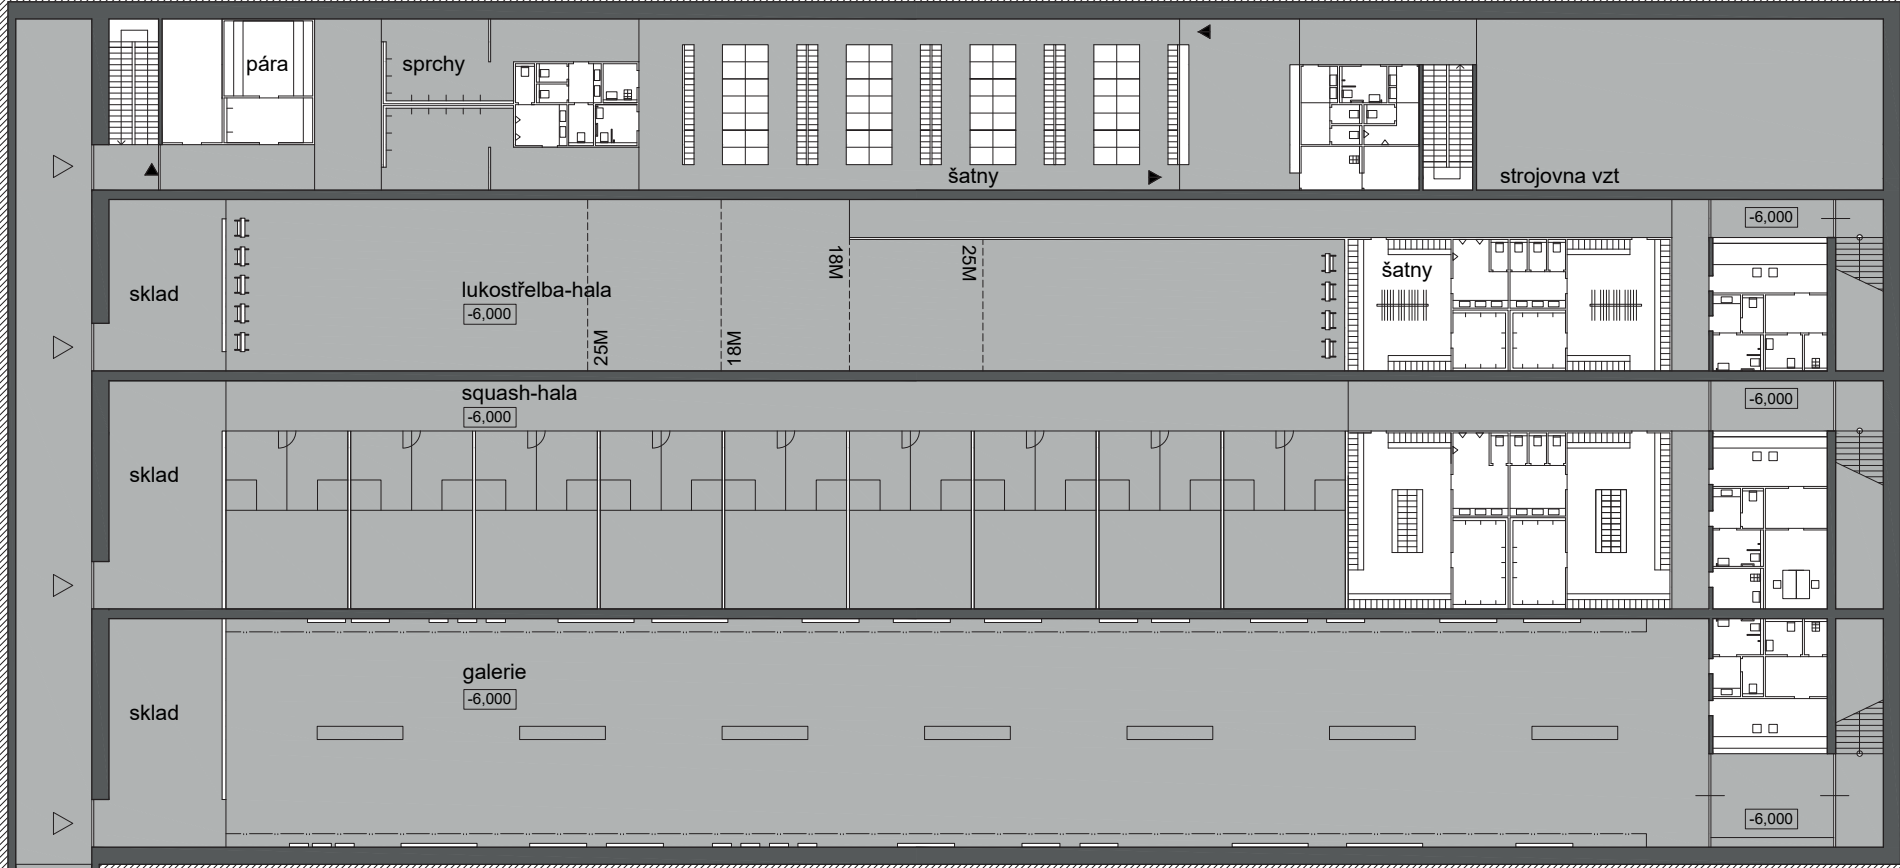 pára
sprchy
šatny
strojovna vzt
-6,000
18M
25M
šatny
sklad
lukostřelba-hala
-6,000
25M
18M
squash-hala
-6,000
-6,000
sklad
galerie
-6,000
sklad
-6,000